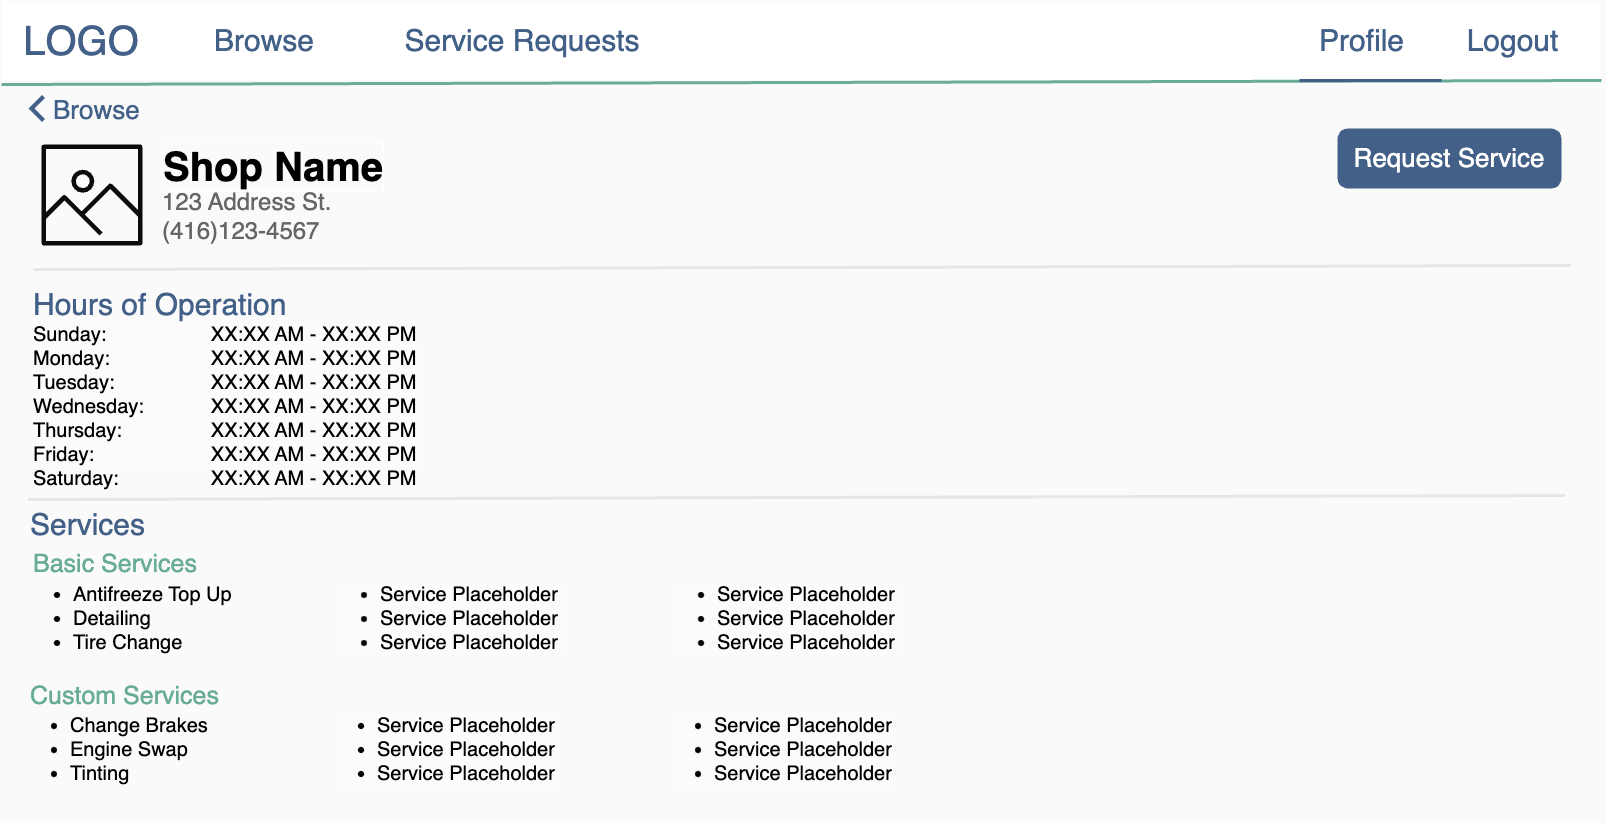 LOGO Browse Service Requests Profile Logout
Browse
Request Service
Shop Name
123 Address St.
(416)123-4567
Hours of Operation
Sunday: XX:XX AM - XX:XX PM
Monday: XX:XX AM - XX:XX PM
Tuesday: XX:XX AM - XX:XX PM
Wednesday: XX:XX AM - XX:XX PM
Thursday: XX:XX AM - XX:XX PM
Friday: XX:XX AM - XX:XX PM
Saturday: XX:XX AM - XX:XX PM
Services
Basic Services
• Antifreeze Top Up • Service Placeholder • Service Placeholder
• Detailing • Service Placeholder • Service Placeholder
• Tire Change • Service Placeholder • Service Placeholder
Custom Services
• Change Brakes • Service Placeholder • Service Placeholder
• Engine Swap • Service Placeholder • Service Placeholder
• Tinting • Service Placeholder • Service Placeholder